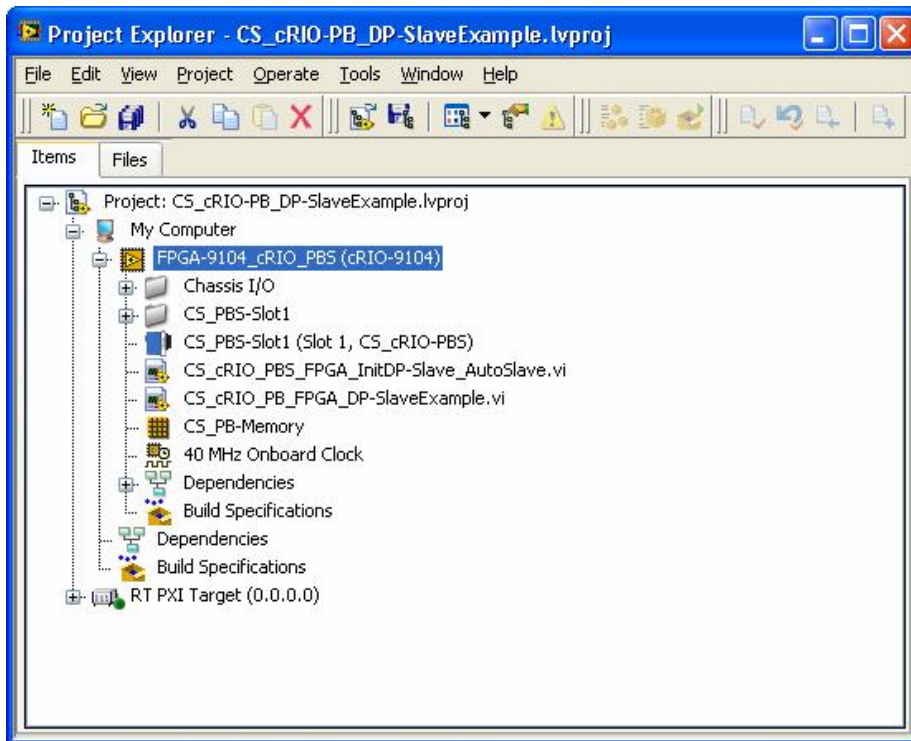 Project Explorer - CS_cRIO-PB_DP-SlaveExample.lvproj
File Edit View Project Operate Tools Window Help
Items Files
Project: CS_cRIO-PB_DP-SlaveExample.lvproj
My Computer
FPGA-9104_cRIO_PBS (cRIO-9104)
Chassis I/O
CS_PBS-Slot1
CS_PBS-Slot1 (Slot 1, CS_cRIO-PBS)
CS_cRIO_PBS_FPGA_InitDP-Slave_AutoSlave.vi
CS_cRIO_PB_FPGA_DP-SlaveExample.vi
CS_PB-Memory
40 MHz Onboard Clock
Dependencies
Build Specifications
Dependencies
Build Specifications
RT PXI Target (0.0.0.0)